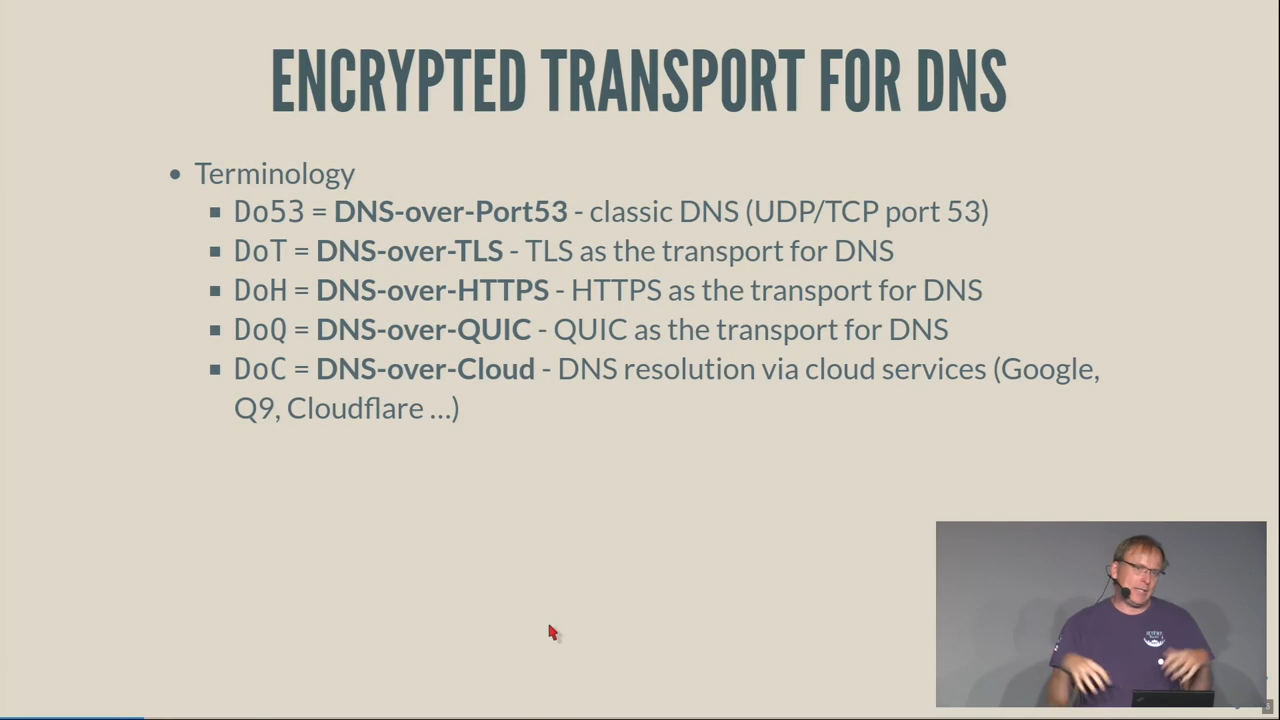 ENCRYPTED TRANSPORT FOR DNS
Terminology
Do53 = DNS-over-Port53 - classic DNS (UDP/TCP port 53)
DoT = DNS-over-TLS - TLS as the transport for DNS
DoH = DNS-over-HTTPS - HTTPS as the transport for DNS
DoQ = DNS-over-QUIC - QUIC as the transport for DNS
DoC = DNS-over-Cloud - DNS resolution via cloud services (Google,
Q9, Cloudflare ...)